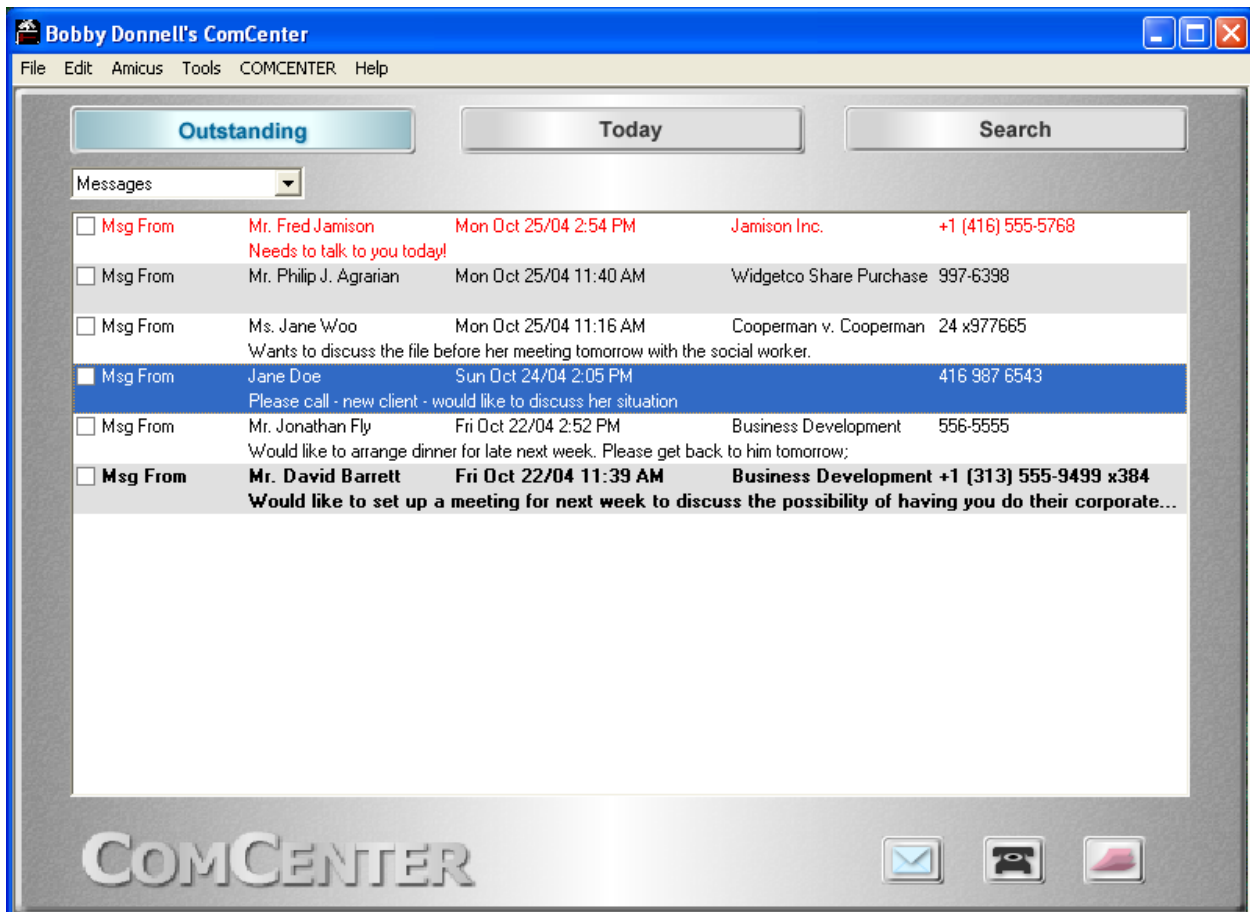 Bobby Donnell's ComCenter
File Edit Amicus Tools COMCENTER Help
Outstanding Today Search
Messages
Msg From Mr. Fred Jamison Mon Oct 25/04 2:54 PM Jamison Inc. +1 (416) 555-5768
Needs to talk to you today!
Msg From Mr. Philip J. Agrarian Mon Oct 25/04 11:40 AM Widgetco Share Purchase 997-6398
Msg From Ms. Jane Woo Mon Oct 25/04 11:16 AM Cooperman v. Cooperman 24 x977665
Wants to discuss the file before her meeting tomorrow with the social worker.
Msg From Jane Doe Sun Oct 24/04 2:05 PM 416 987 6543
Please call - new client - would like to discuss her situation
Msg From Mr. Jonathan Fly Fri Oct 22/04 2:52 PM Business Development 556-5555
Would like to arrange dinner for late next week. Please get back to him tomorrow;
Msg From Mr. David Barrett Fri Oct 22/04 11:39 AM Business Development +1 (313) 555-9499 x384
Would like to set up a meeting for next week to discuss the possibility of having you do their corporate...
COMCENTER